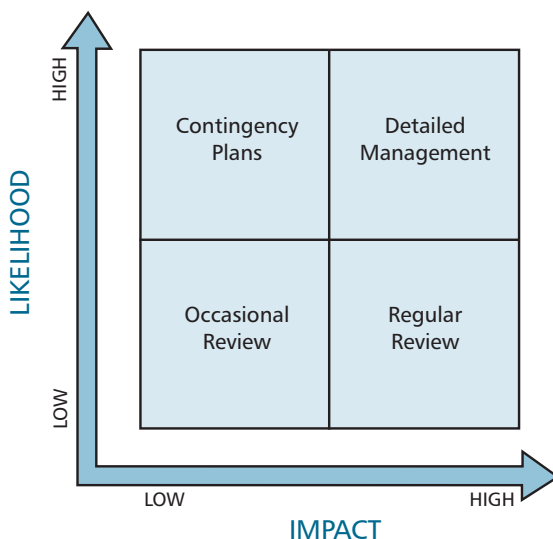 HIGH
Contingency
Plans
Detailed
Management
LIKELIHOOD
Occasional
Review
Regular
Review
LOW
LOW
HIGH
IMPACT